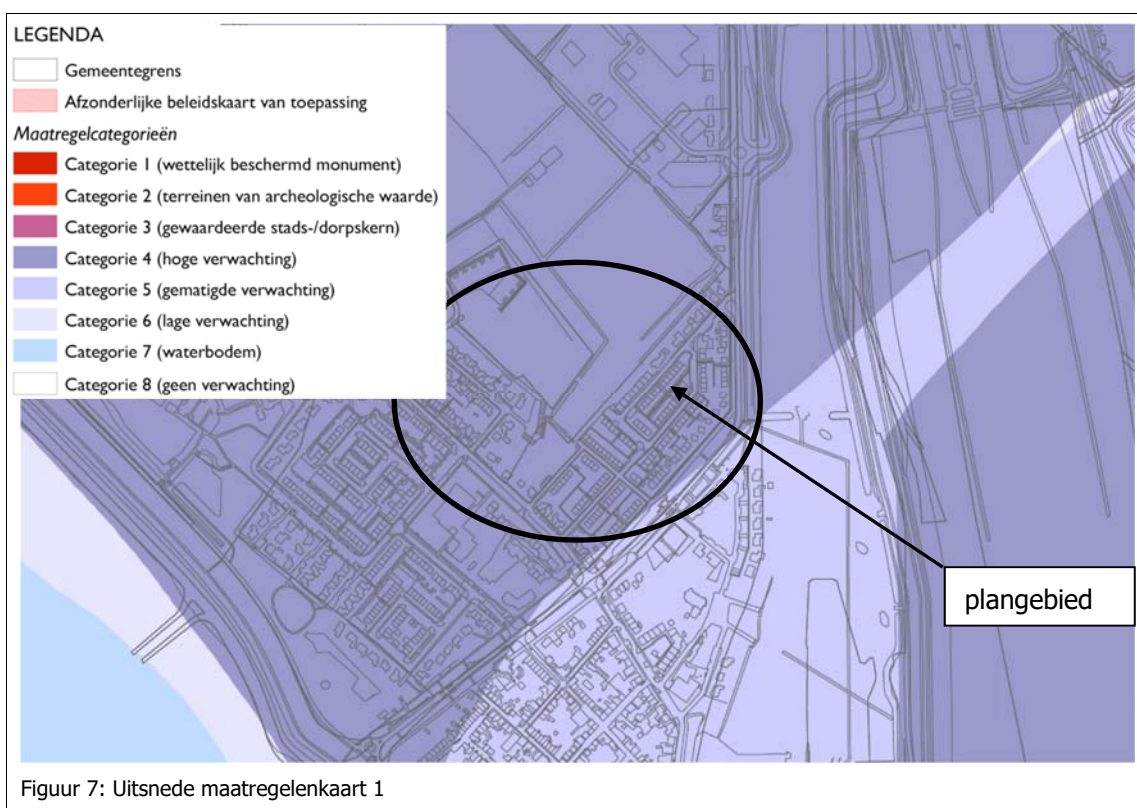 LEGENDA
Gemeentegrens
Afzonderlijke beleidskaart van toepassing
Maatregelcategorieën
Categorie 1 (wettelijk beschermd monument)
Categorie 2 (terreinen van archeologische waarde)
Categorie 3 (gewaardeerde stads-/dorpskern)
Categorie 4 (hoge verwachting)
Categorie 5 (gematigde verwachting)
Categorie 6 (lage verwachting)
Categorie 7 (waterbodem)
Categorie 8 (geen verwachting)
plangebied
Figuur 7: Uitsnede maatregelenkaart 1